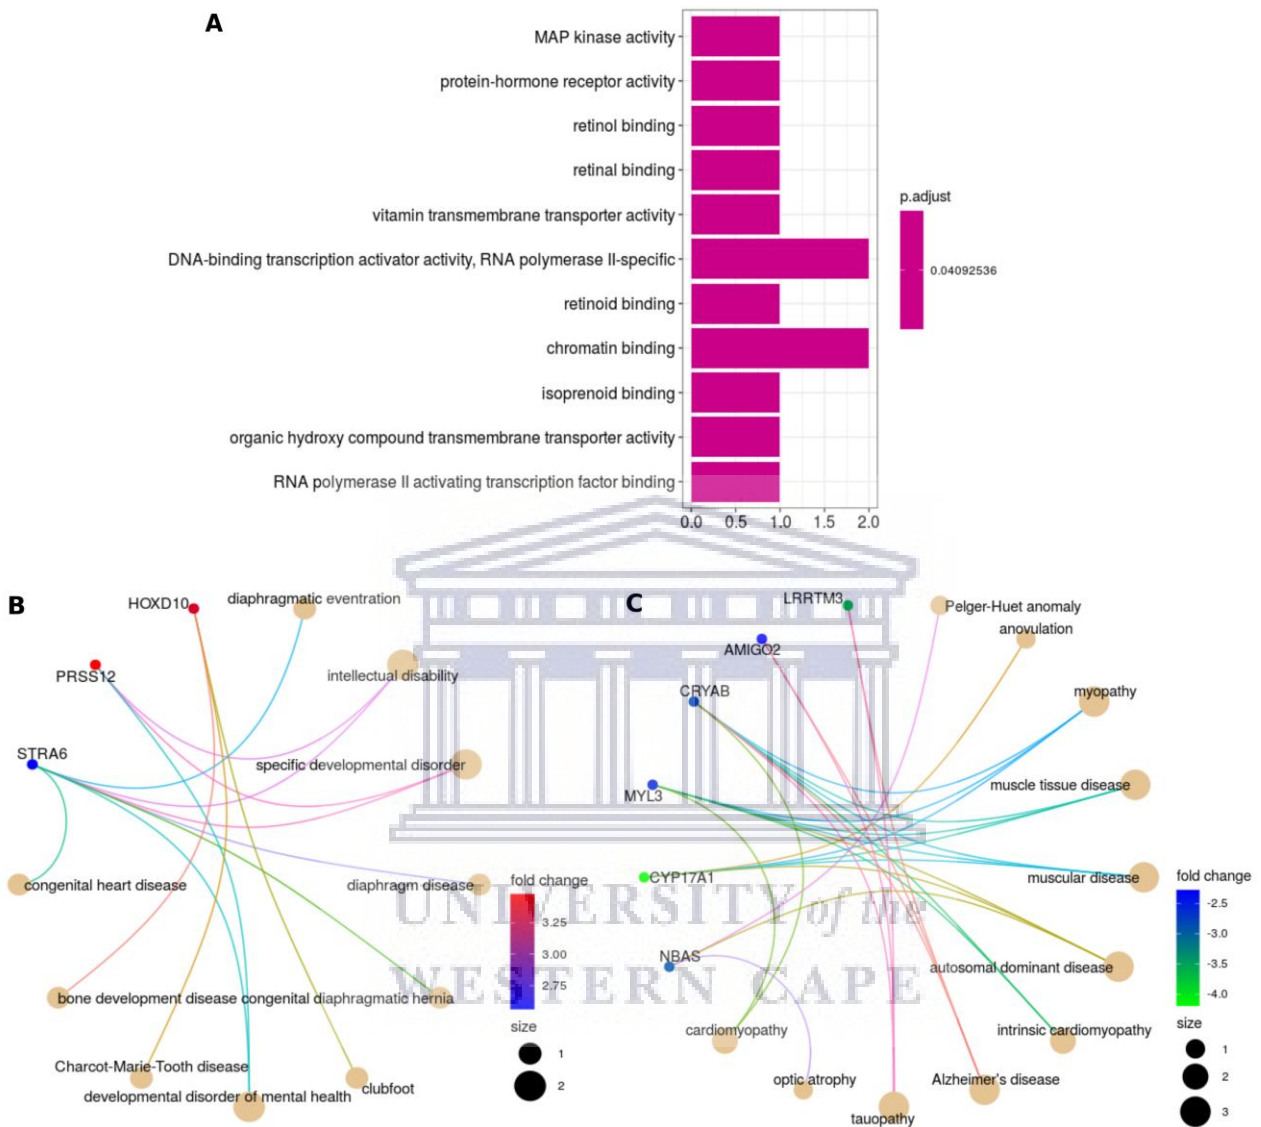 A
MAP kinase activity
protein-hormone receptor activity
retinol binding
retinal binding
vitamin transmembrane transporter activity
DNA-binding transcription activator activity, RNA polymerase II-specific
retinoid binding
chromatin binding
isoprenoid binding
organic hydroxy compound transmembrane transporter activity
RNA polymerase II activating transcription factor binding
0.0 0.5 1.0 1.5 2.0
p.adjust
0.04092536
B
HOXD10
diaphragmatic eventration
PRSS12
intellectual disability
STRA6
specific developmental disorder
congenital heart disease
diaphragm disease
bone development disease
congenital diaphragmatic hernia
Charcot-Marie-Tooth disease
clubfoot
developmental disorder of mental health
fold change
3.25
3.00
2.75
size
1
2
C
LRRTM3
Pelger-Huet anomaly
anovulation
AMIGO2
CRYAB
myopathy
MYL3
muscle tissue disease
CYP17A1
muscular disease
NBAS
autosomal dominant disease
cardiomyopathy
intrinsic cardiomyopathy
optic atrophy
Alzheimer's disease
tauopathy
fold change
-2.5
-3.0
-3.5
-4.0
size
1
2
3
UNIVERSITY of the
WESTERN CAPE